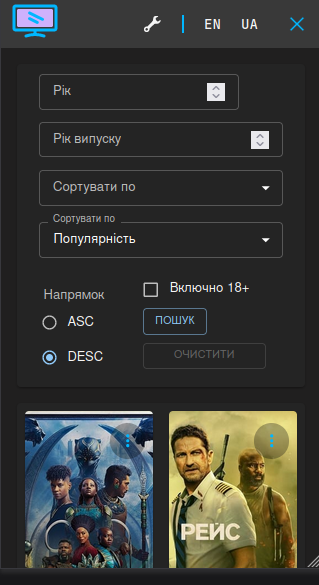 EN UA
Рік
Рік випуску
Сортувати по
Сортувати по
Популярність
Напрямок
Включно 18+
ASC
ПОШУК
DESC
ОЧИСТИТИ
РЕЙС